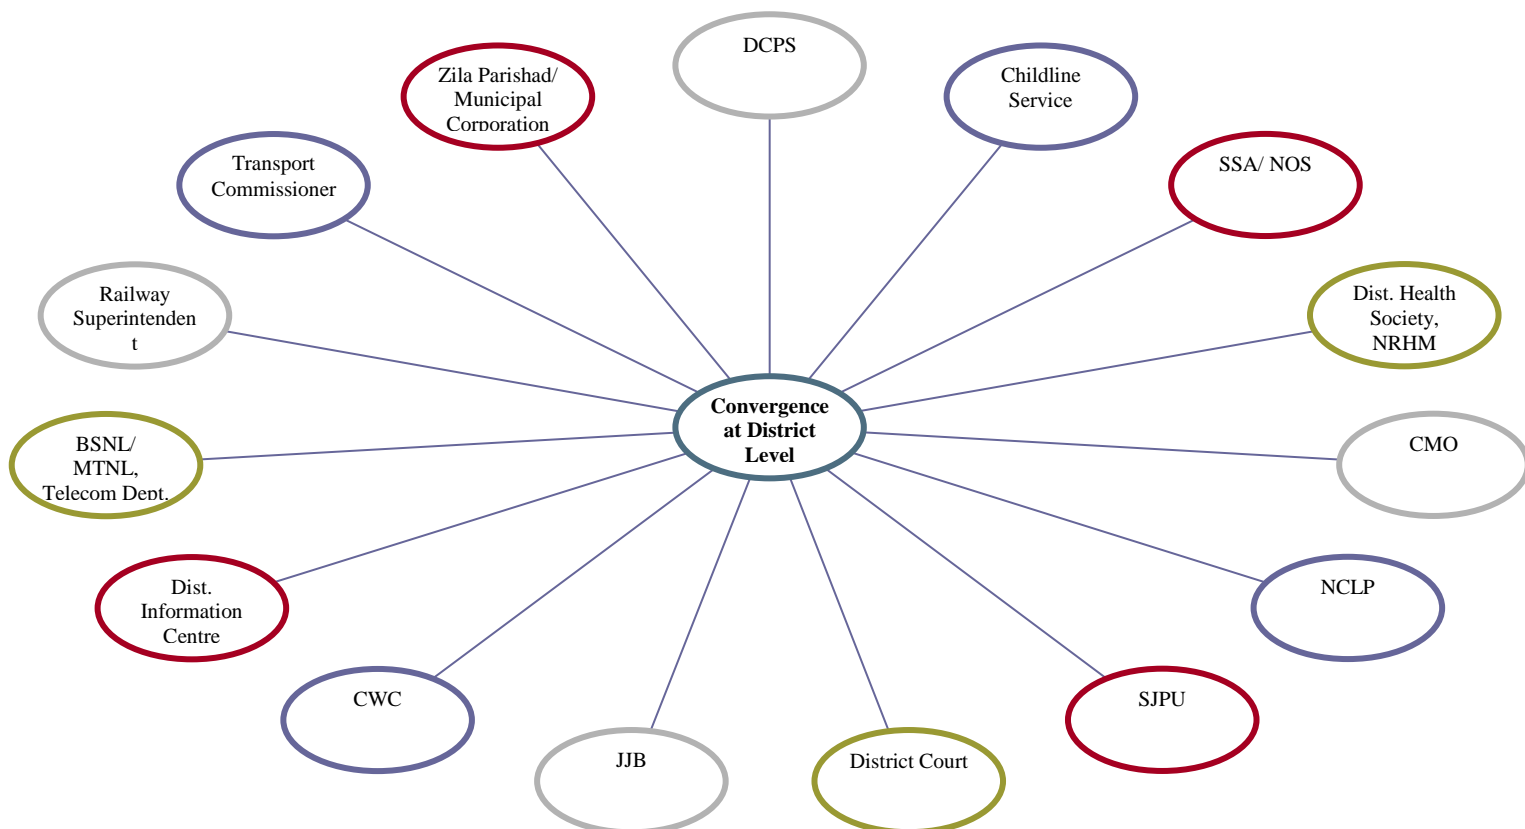 DCPS
Childline
Service
SSA/ NOS
Dist. Health
Society,
NRHM
CMO
NCLP
SJPU
District Court
JJB
CWC
Dist.
Information
Centre
BSNL/
MTNL,
Telecom Dept.
Railway
Superintenden
t
Transport
Commissioner
Zila Parishad/
Municipal
Corporation
Convergence
at District
Level